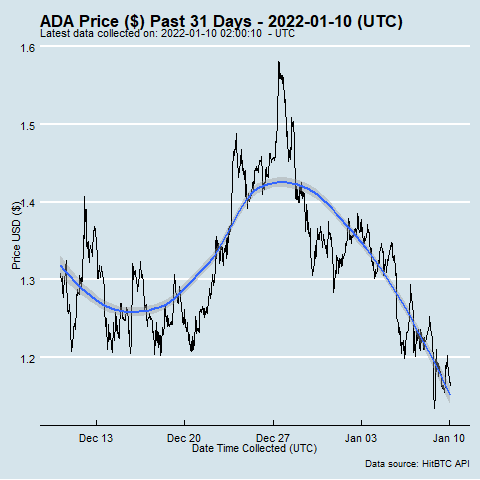 ADA Price ($) Past 31 Days - 2022-01-10 (UTC)
Latest data collected on: 2022-01-10 02:00:10 - UTC
1.6
1.5
1.4
1.3
1.2
Price USD ($)
Dec 13 Dec 20 Dec 27 Jan 03 Jan 10
Date Time Collected (UTC)
Data source: HitBTC API